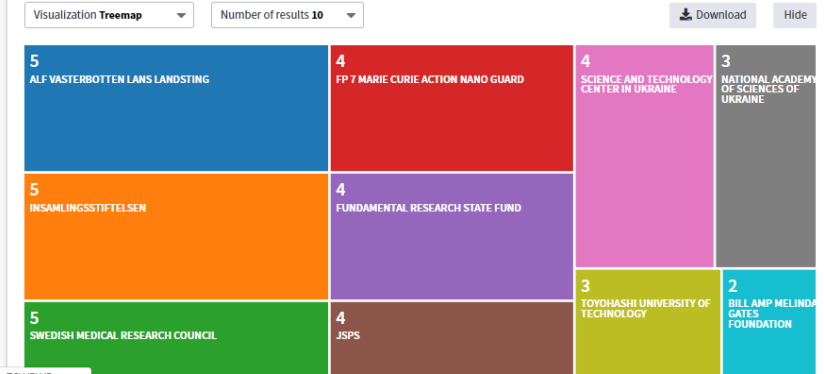 Visualization Treemap
Number of results 10
Download
Hide
5
ALF VASTERBOTTEN LANS LANDSTING
4
FP 7 MARIE CURIE ACTION NANO GUARD
4
SCIENCE AND TECHNOLOGY
CENTER IN UKRAINE
3
NATIONAL ACADEMY
OF SCIENCES OF
UKRAINE
5
INSAMLINGSSTIFTELSEN
4
FUNDAMENTAL RESEARCH STATE FUND
3
TOYOHASHI UNIVERSITY OF
TECHNOLOGY
2
BILL AMP MELINDA
GATES
FOUNDATION
5
SWEDISH MEDICAL RESEARCH COUNCIL
4
JSPS